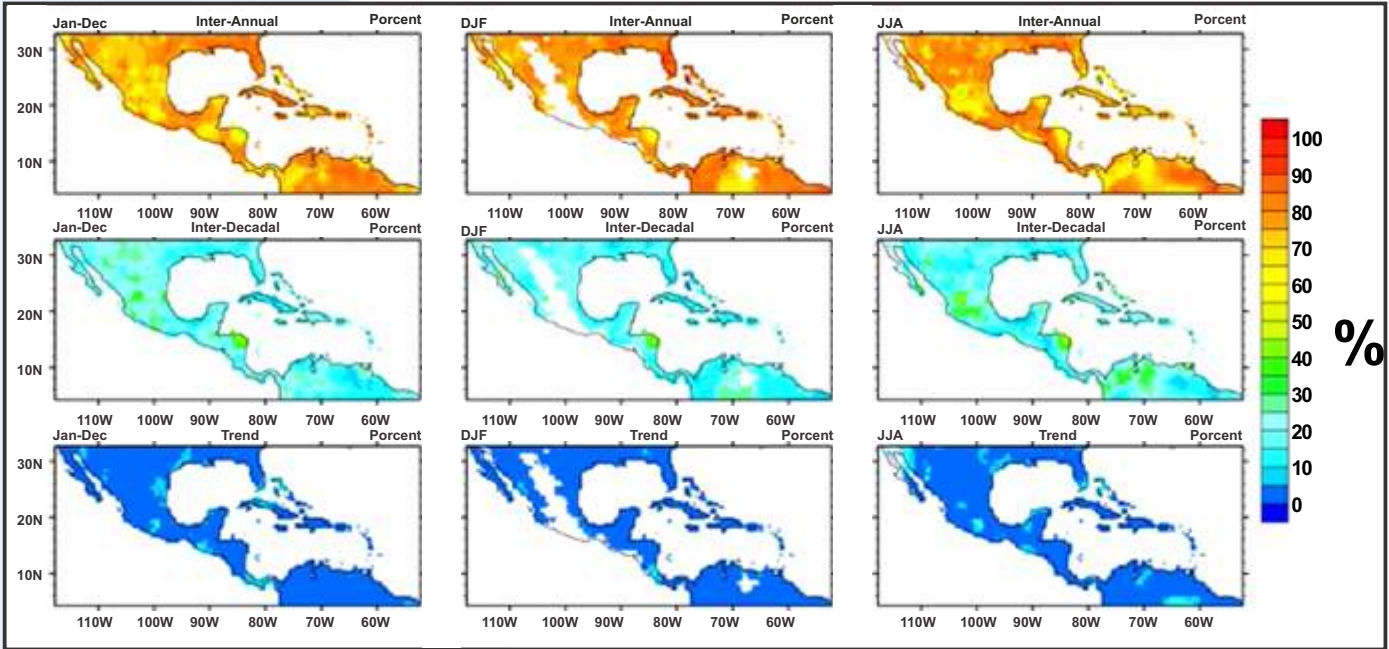 Jan-Dec Inter-Annual Porcent
DJF Inter-Annual Porcent
JJA Inter-Annual Porcent
30N
20N
10N
110W 100W 90W 80W 70W 60W
110W 100W 90W 80W 70W 60W
110W 100W 90W 80W 70W 60W
Jan-Dec Inter-Decadal Porcent
DJF Inter-Decadal Porcent
JJA Inter-Decadal Porcent
30N
20N
10N
110W 100W 90W 80W 70W 60W
110W 100W 90W 80W 70W 60W
110W 100W 90W 80W 70W 60W
Jan-Dec Trend Porcent
DJF Trend Porcent
JJA Trend Porcent
30N
20N
10N
110W 100W 90W 80W 70W 60W
110W 100W 90W 80W 70W 60W
110W 100W 90W 80W 70W 60W
100
90
80
70
60
50
40
30
20
10
0
%